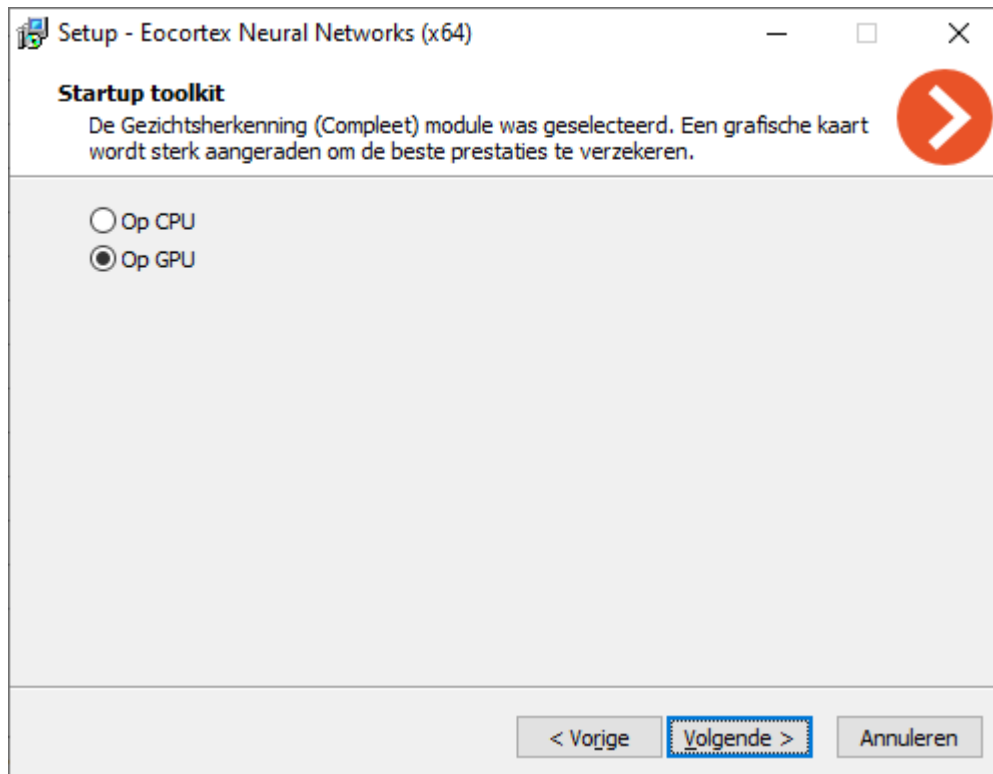 Setup - Eocortex Neural Networks (x64)
Startup toolkit
De Gezichtsherkenning (Compleet) module was geselecteerd. Een grafische kaart
wordt sterk aangeraden om de beste prestaties te verzekeren.
Op CPU
Op GPU
< Vorige
Volgende >
Annuleren